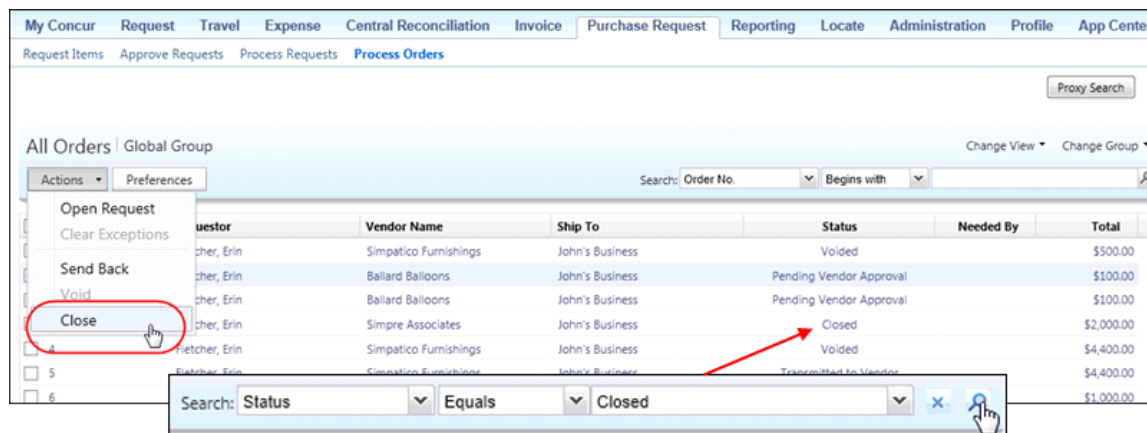 My Concur Request Travel Expense Central Reconciliation Invoice Purchase Request Reporting Locate Administration Profile App Cente
Request Items Approve Requests Process Requests Process Orders
Proxy Search
All Orders Global Group Change View Change Group
Actions Preferences Search: Order No. Begins with
Open Request
Clear Exceptions
Send Back
Void
Close
uestor Vendor Name Ship To Status Needed By Total
cher, Erin Simpatico Furnishings John's Business Voided $500.00
cher, Erin Ballard Balloons John's Business Pending Vendor Approval $100.00
cher, Erin Ballard Balloons John's Business Pending Vendor Approval $100.00
cher, Erin Simpre Associates John's Business Closed $2,000.00
4 Fletcher, Erin Simpatico Furnishings John's Business Voided $4,400.00
5 Fletcher, Erin Simpatico Furnishings John's Business Transmitted to Vendor $4,400.00
6 $1,000.00
Search: Status Equals Closed